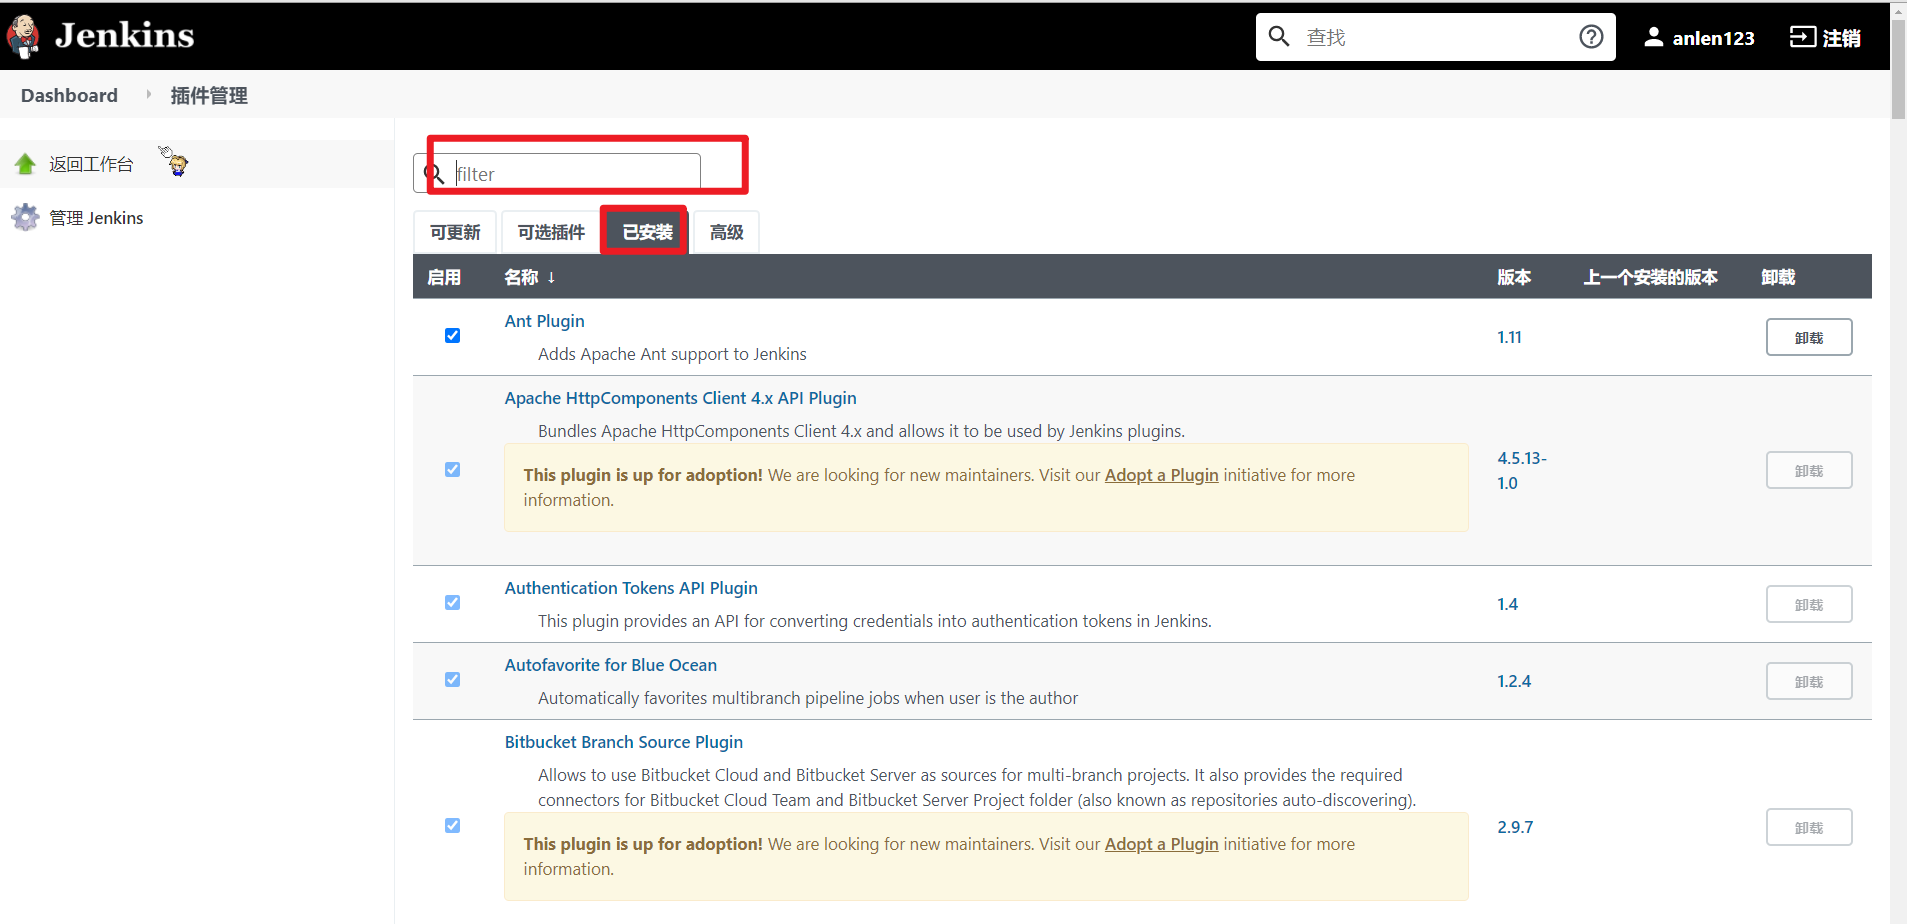 Jenkins
查找
anlen123
注销
Dashboard
插件管理
返回工作台
管理 Jenkins
filter
可更新
可选插件
已安装
高级
启用
名称 ↓
版本
上一个安装的版本
卸载
Ant Plugin
Adds Apache Ant support to Jenkins
1.11
卸载
Apache HttpComponents Client 4.x API Plugin
Bundles Apache HttpComponents Client 4.x and allows it to be used by Jenkins plugins.
This plugin is up for adoption! We are looking for new maintainers. Visit our Adopt a Plugin initiative for more
information.
4.5.13-
1.0
卸载
Authentication Tokens API Plugin
This plugin provides an API for converting credentials into authentication tokens in Jenkins.
1.4
卸载
Autofavorite for Blue Ocean
Automatically favorites multibranch pipeline jobs when user is the author
1.2.4
卸载
Bitbucket Branch Source Plugin
Allows to use Bitbucket Cloud and Bitbucket Server as sources for multi-branch projects. It also provides the required
connectors for Bitbucket Cloud Team and Bitbucket Server Project folder (also known as repositories auto-discovering).
This plugin is up for adoption! We are looking for new maintainers. Visit our Adopt a Plugin initiative for more
information.
2.9.7
卸载